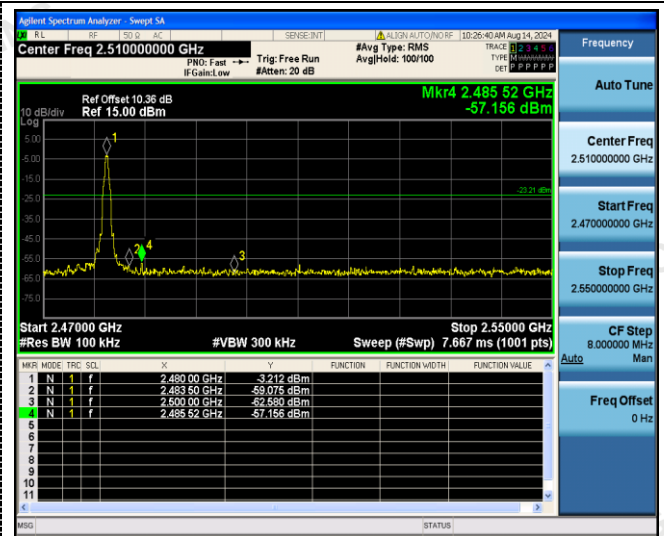 Agilent Spectrum Analyzer - Swept SA
RL RF 50 Ω AC SENSE:INT ALIGN AUTO/NO RF 10:26:40 AM Aug 14, 2024
Center Freq 2.510000000 GHz #Avg Type: RMS TRACE 1 2 3 4 5 6
PNO: Fast Trig: Free Run Avg|Hold: 100/100 TYPE M
IFGain:Low #Atten: 20 dB DET P P P P P P
Mkr4 2.485 52 GHz
-57.156 dBm
Ref Offset 10.36 dB
10 dB/div Ref 15.00 dBm
Log
5.00
-5.00
-15.0
-25.0
-35.0
-45.0
-55.0
-65.0
-75.0
1
2
4
3
-23.21 dBm
Start 2.47000 GHz Stop 2.55000 GHz
#Res BW 100 kHz #VBW 300 kHz Sweep (#Swp) 7.667 ms (1001 pts)
MKR MODE TRC SCL X Y FUNCTION FUNCTION WIDTH FUNCTION VALUE
1 N 1 f 2.480 00 GHz -3.212 dBm
2 N 1 f 2.483 50 GHz -59.075 dBm
3 N 1 f 2.500 00 GHz -62.580 dBm
4 N 1 f 2.485 52 GHz -57.156 dBm
5
6
7
8
9
10
11
MSG STATUS
Frequency
Auto Tune
Center Freq
2.510000000 GHz
Start Freq
2.470000000 GHz
Stop Freq
2.550000000 GHz
CF Step
8.000000 MHz
Auto Man
Freq Offset
0 Hz